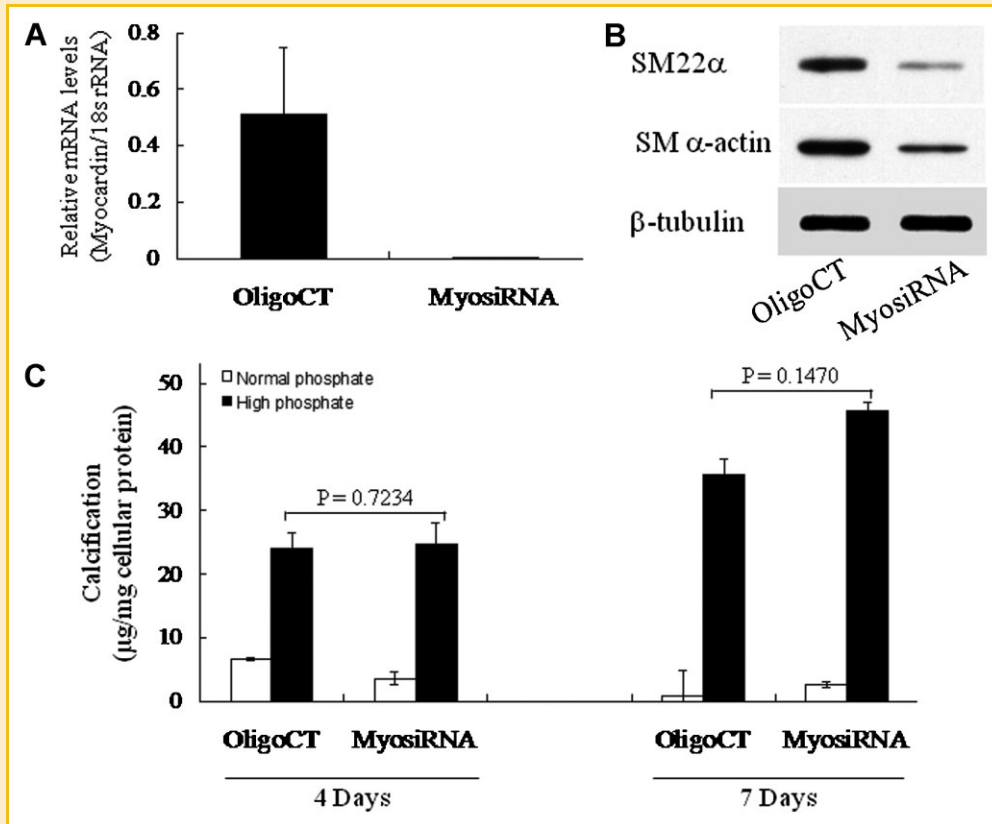 A
Relative mRNA levels
(Myocardin/18s rRNA)
0.8
0.6
0.4
0.2
0
OligoCT MyosiRNA
B
SM22α
SM α-actin
β-tubulin
OligoCT MyosiRNA
C
Calcification
(µg/mg cellular protein)
Normal phosphate
High phosphate
50
40
30
20
10
0
P = 0.7234
P = 0.1470
OligoCT MyosiRNA OligoCT MyosiRNA
4 Days 7 Days